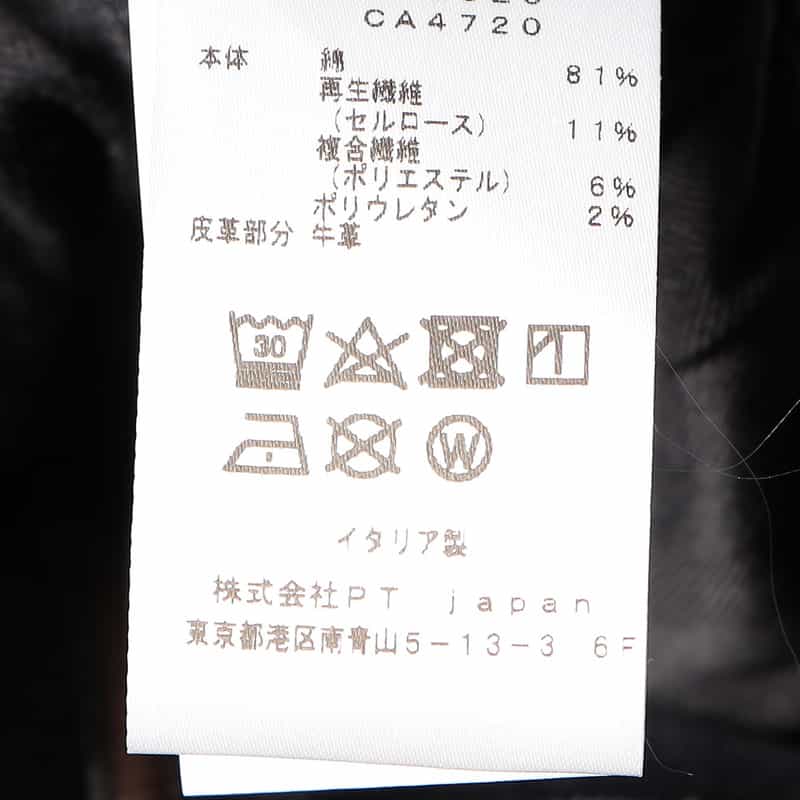 CA4720
本体 綿 81%
再生繊維
(セルロース) 11%
複合繊維
(ポリエステル) 6%
ポリウレタン 2%
皮革部分 牛革
30
W
イタリア製
株式会社PT japan
東京都港区南青山5-13-3 6F